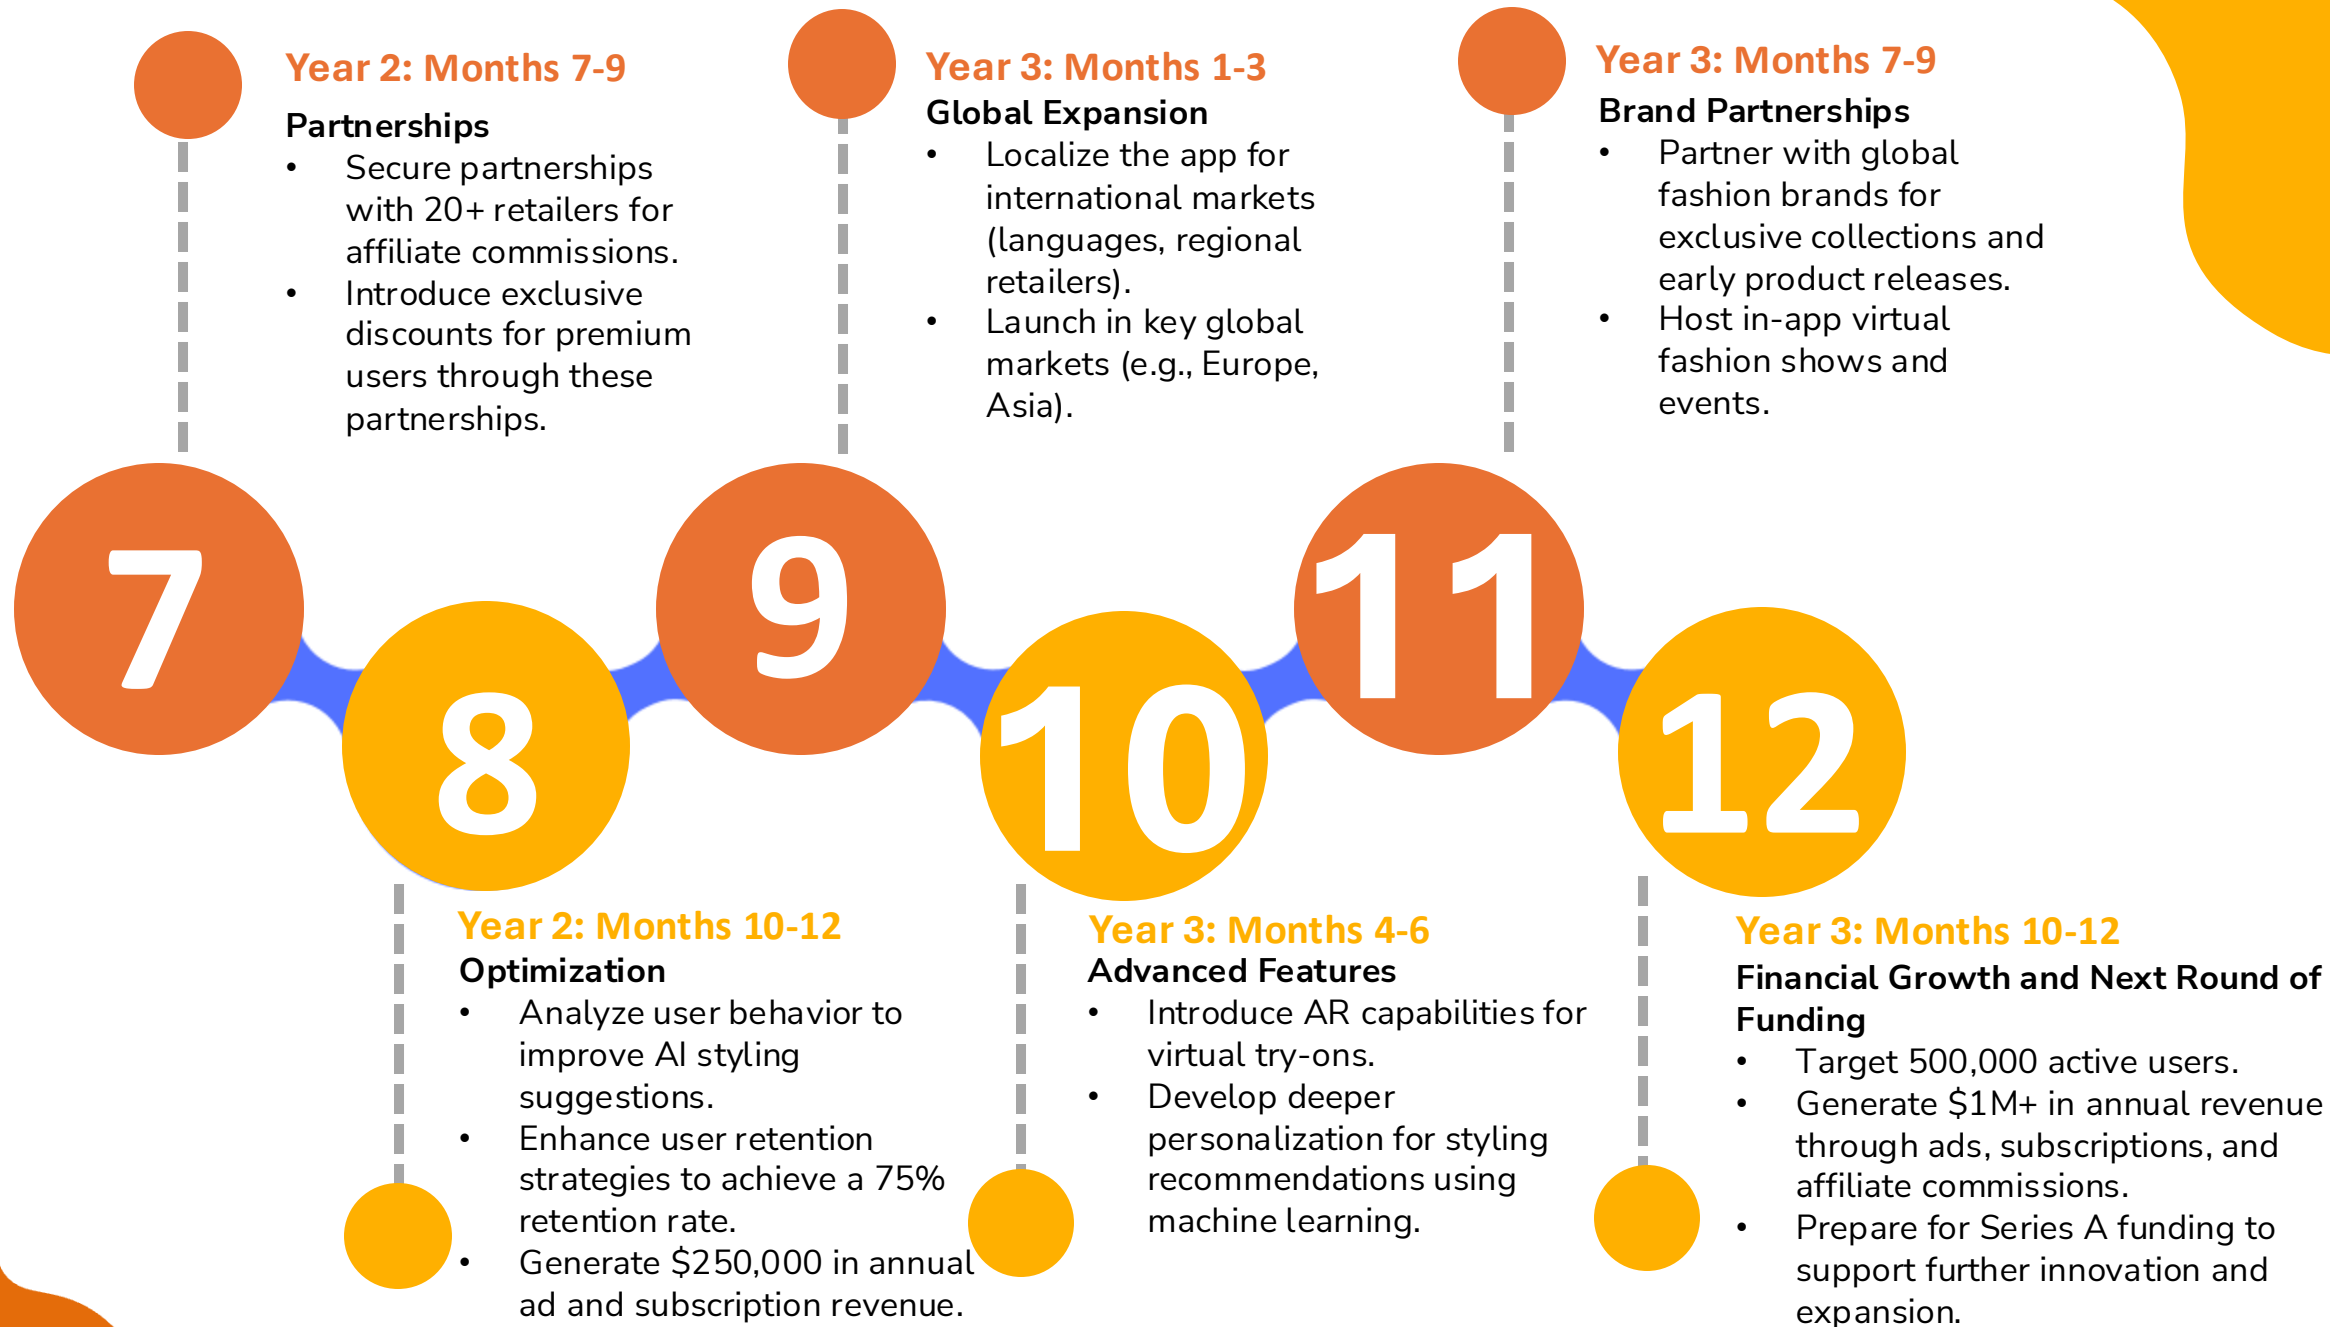 Year 2: Months 7-9
Partnerships
• Secure partnerships
with 20+ retailers for
affiliate commissions.
• Introduce exclusive
discounts for premium
users through these
partnerships.
Year 3: Months 1-3
Global Expansion
• Localize the app for
international markets
(languages, regional
retailers).
• Launch in key global
markets (e.g., Europe,
Asia).
Year 3: Months 7-9
Brand Partnerships
• Partner with global
fashion brands for
exclusive collections and
early product releases.
• Host in-app virtual
fashion shows and
events.
7
8
9
10
11
12
Year 2: Months 10-12
Optimization
• Analyze user behavior to
improve AI styling
suggestions.
• Enhance user retention
strategies to achieve a 75%
retention rate.
• Generate $250,000 in annual
ad and subscription revenue.
Year 3: Months 4-6
Advanced Features
• Introduce AR capabilities for
virtual try-ons.
• Develop deeper
personalization for styling
recommendations using
machine learning.
Year 3: Months 10-12
Financial Growth and Next Round of
Funding
• Target 500,000 active users.
• Generate $1M+ in annual revenue
through ads, subscriptions, and
affiliate commissions.
• Prepare for Series A funding to
support further innovation and
expansion.